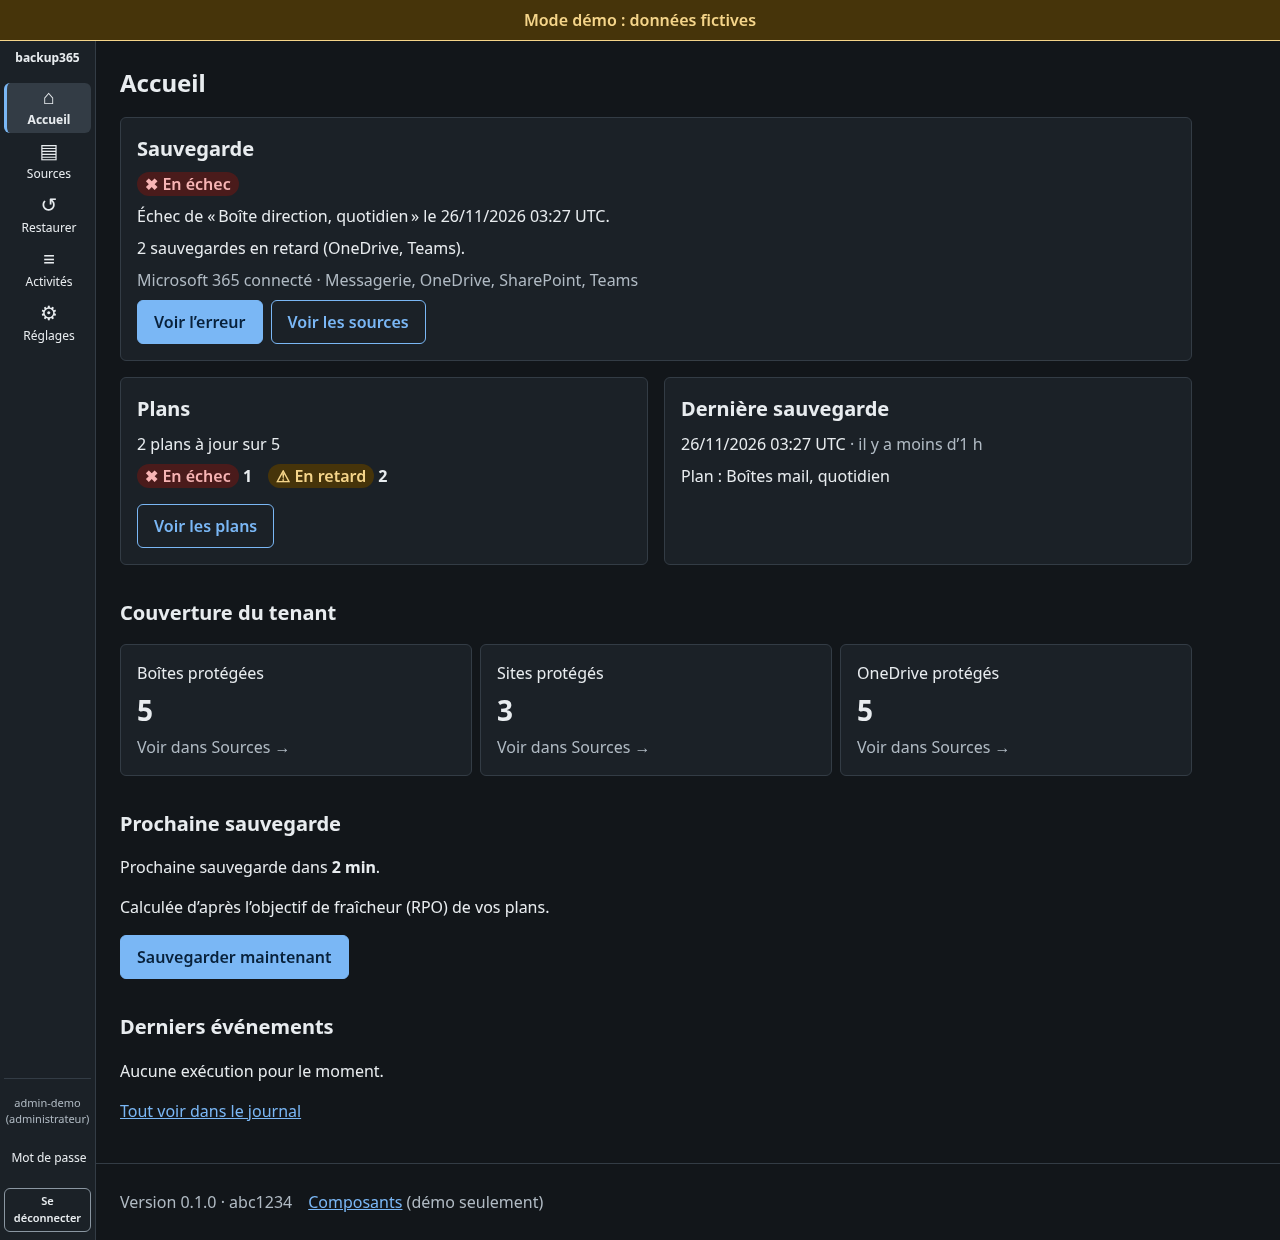 Mode démo : données fictives
backup365
Accueil
Sources
Restaurer
Activités
Réglages
admin-demo
(administrateur)
Mot de passe
Se
déconnecter
Accueil
Sauvegarde
✖ En échec
Échec de « Boîte direction, quotidien » le 26/11/2026 03:27 UTC.
2 sauvegardes en retard (OneDrive, Teams).
Microsoft 365 connecté · Messagerie, OneDrive, SharePoint, Teams
Voir l’erreur
Voir les sources
Plans
2 plans à jour sur 5
✖ En échec 1 ⚠ En retard 2
Voir les plans
Dernière sauvegarde
26/11/2026 03:27 UTC · il y a moins d’1 h
Plan : Boîtes mail, quotidien
Couverture du tenant
Boîtes protégées
5
Voir dans Sources →
Sites protégés
3
Voir dans Sources →
OneDrive protégés
5
Voir dans Sources →
Prochaine sauvegarde
Prochaine sauvegarde dans 2 min.
Calculée d’après l’objectif de fraîcheur (RPO) de vos plans.
Sauvegarder maintenant
Derniers événements
Aucune exécution pour le moment.
Tout voir dans le journal
Version 0.1.0 · abc1234 Composants (démo seulement)